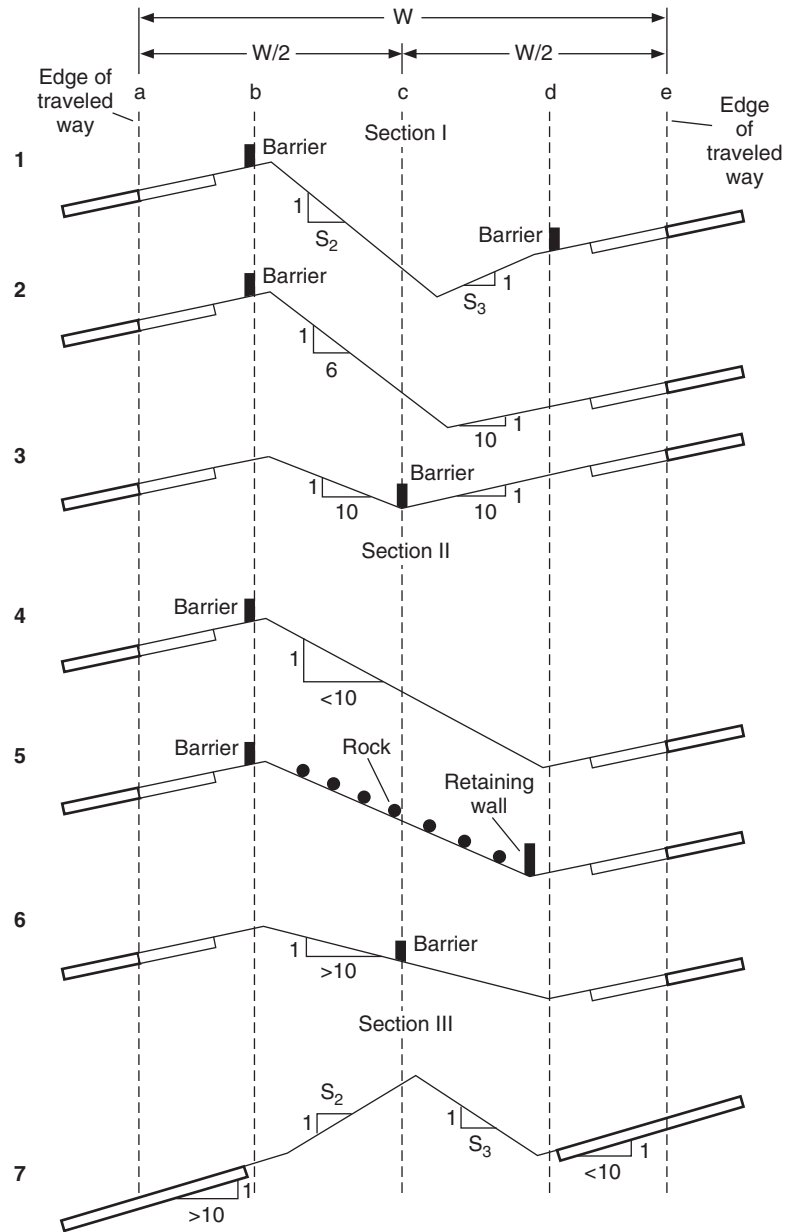 W
W/2 W/2
Edge of
traveled
way
a b c d e
Edge
of
traveled
way
Section I
1
Barrier
1
S2
Barrier
1
S3
2
Barrier
1
6
1
10
3
Barrier
1
10
1
10
Section II
4
Barrier
1
<10
5
Barrier
Rock
Retaining
wall
6
Barrier
1
>10
Section III
S2
1
1
S3
7
1
>10
1
<10